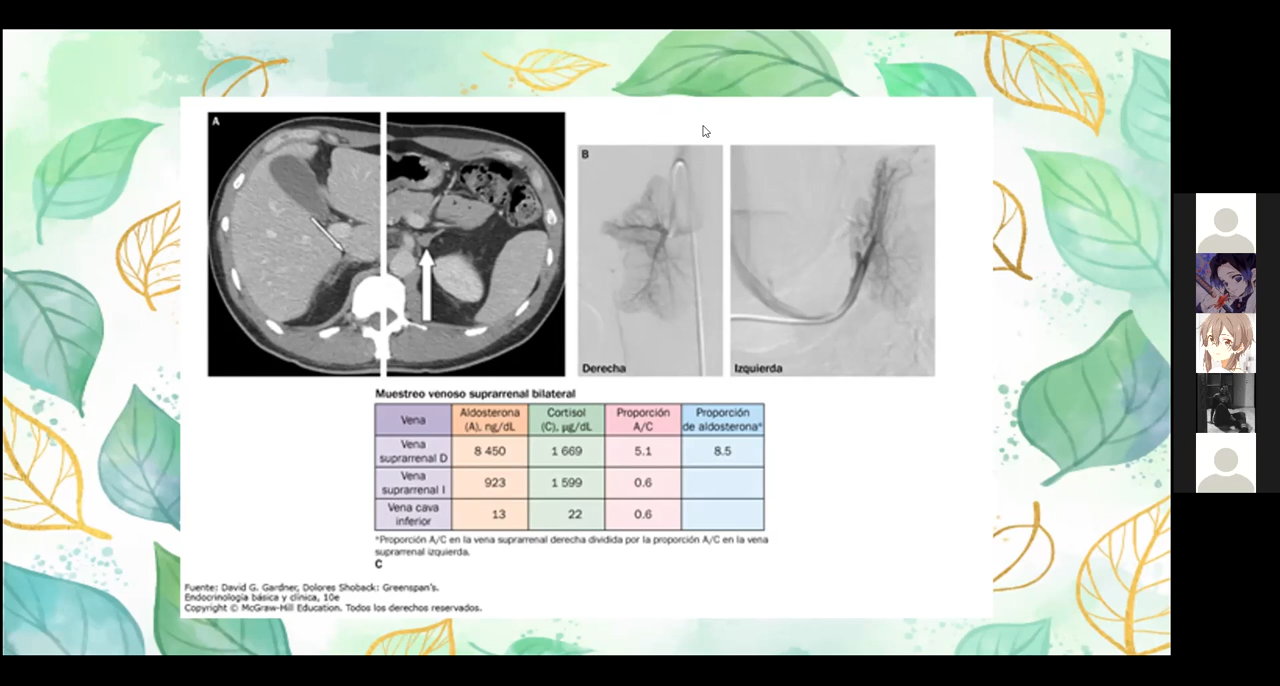 A
B
Derecha
Izquierda
Muestreo venoso suprarrenal bilateral
Vena
Aldosterona (A), ng/dL
Cortisol (C), µg/dL
Proporción A/C
Proporción de aldosterona*
Vena suprarrenal D
8 450
1 669
5.1
8.5
Vena suprarrenal I
923
1 599
0.6
Vena cava inferior
13
22
0.6
*Proporción A/C en la vena suprarrenal derecha dividida por la proporción A/C en la vena
suprarrenal izquierda.
C
Fuente: David G. Gardner, Dolores Shoback: Greenspan's.
Endocrinología básica y clínica, 10e
Copyright © McGraw-Hill Education. Todos los derechos reservados.